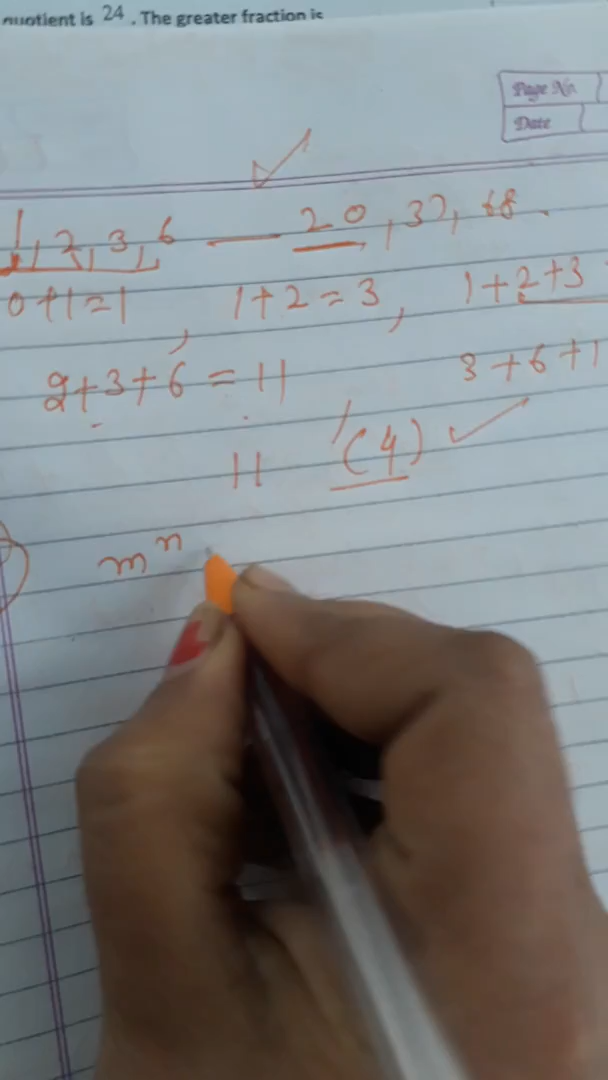 quotient is 24. The greater fraction is
Page No.
Date
1, 2, 3, 6 — 20, 37, 68.
0+1=1, 1+2=3, 1+2+3
2+3+6=11 3+6+1
11 (4) ✓
m^n